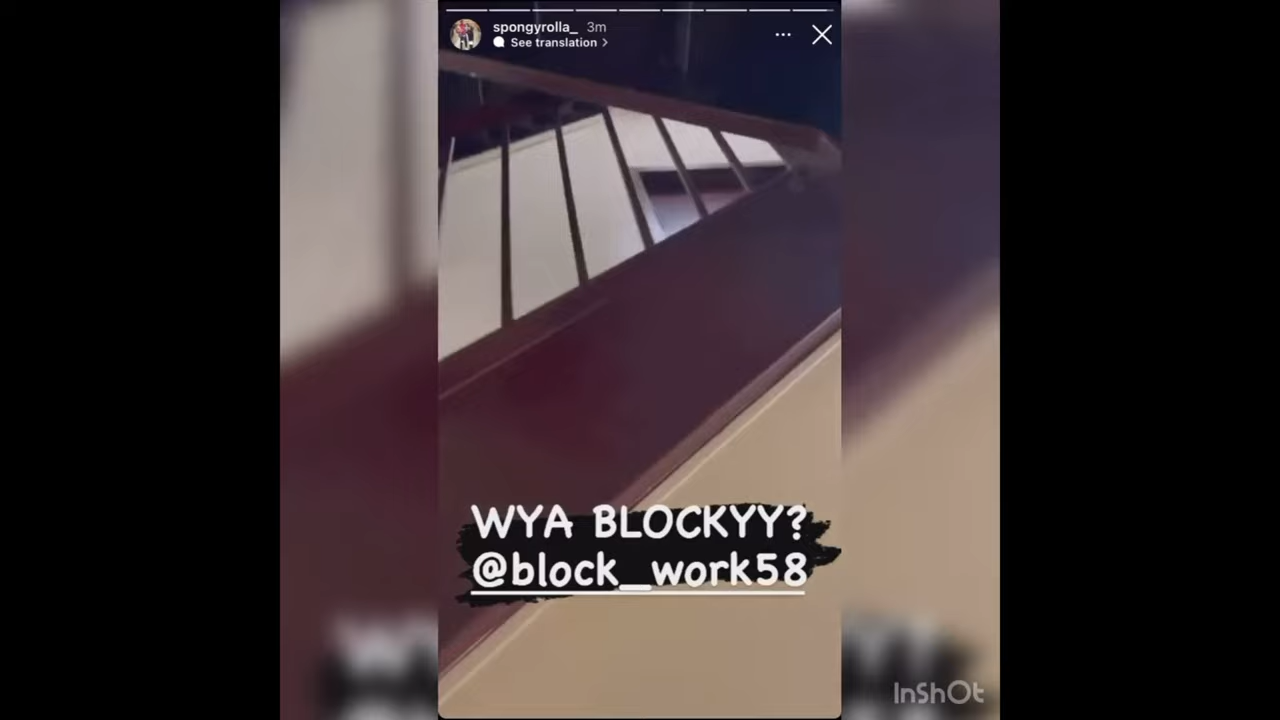 spongyrolla_ 3m
See translation >
WYA BLOCKYY?
@block_work58
InShOt